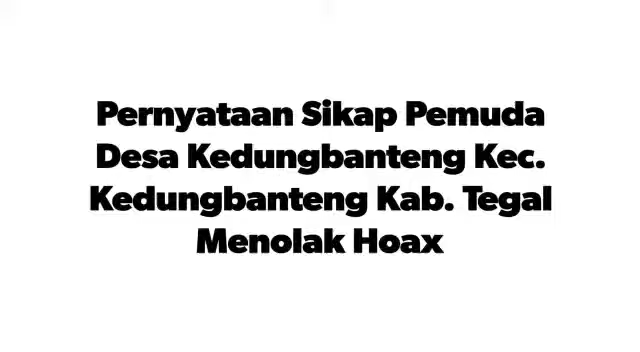 Pernyataan Sikap Pemuda
Desa Kedungbanteng Kec.
Kedungbanteng Kab. Tegal
Menolak Hoax